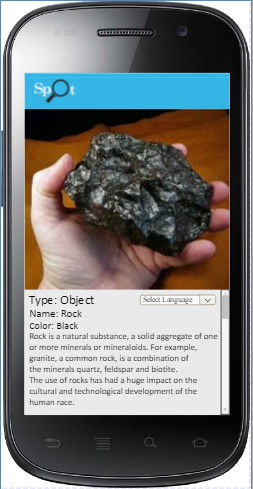 Spot
Type: Object
Select Language
Name: Rock
Color: Black
Rock is a natural substance, a solid aggregate of one
or more minerals or mineraloids. For example,
granite, a common rock, is a combination of
the minerals quartz, feldspar and biotite.
The use of rocks has had a huge impact on the
cultural and technological development of the
human race.